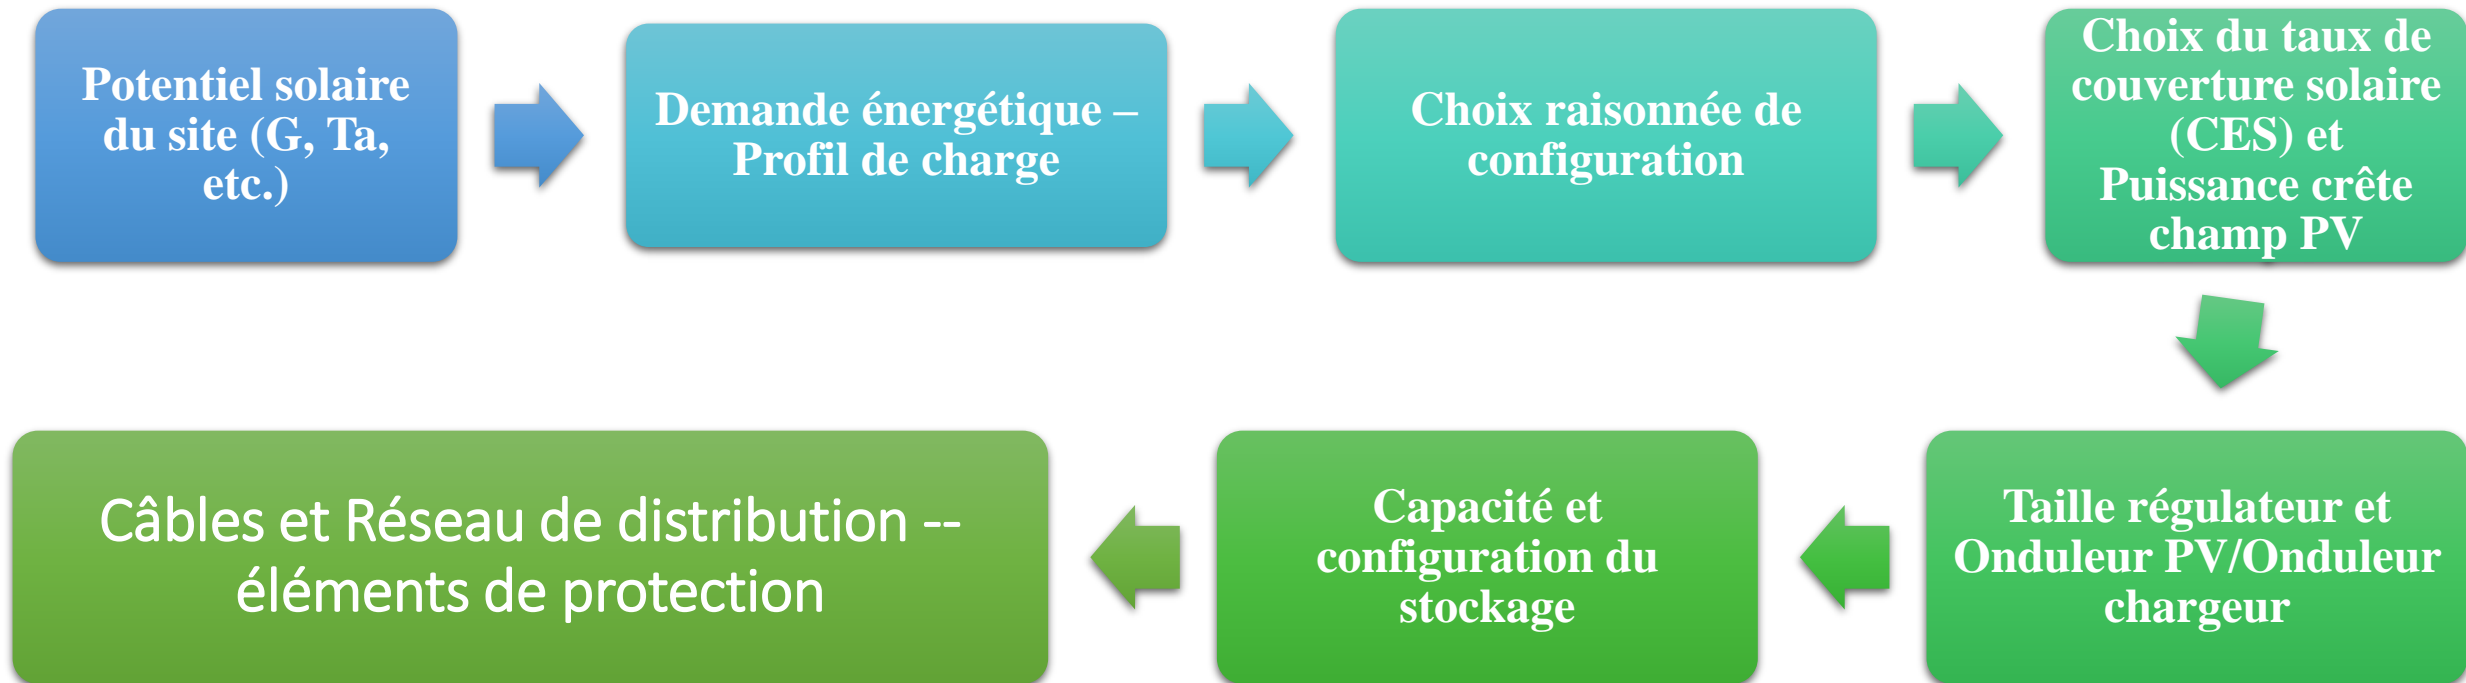 Potentiel solaire
du site (G, Ta,
etc.)
Demande énergétique –
Profil de charge
Choix raisonnée de
configuration
Choix du taux de
couverture solaire
(CES) et
Puissance crête
champ PV
Taille régulateur et
Onduleur PV/Onduleur
chargeur
Capacité et
configuration du
stockage
Câbles et Réseau de distribution --
éléments de protection